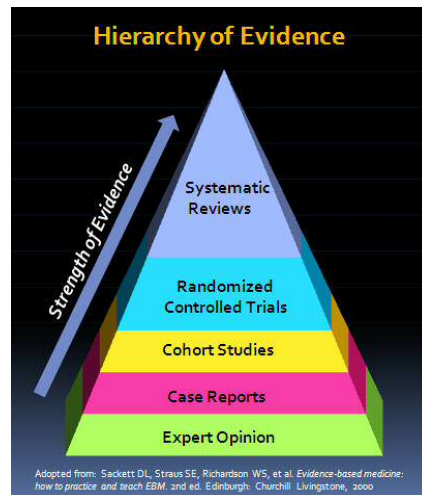 Hierarchy of Evidence
Strength of Evidence
Systematic
Reviews
Randomized
Controlled Trials
Cohort Studies
Case Reports
Expert Opinion
Adopted from: Sackett DL, Straus SE, Richardson WS, et al. Evidence-based medicine:
how to practice and teach EBM. 2nd ed. Edinburgh: Churchill Livingstone, 2000